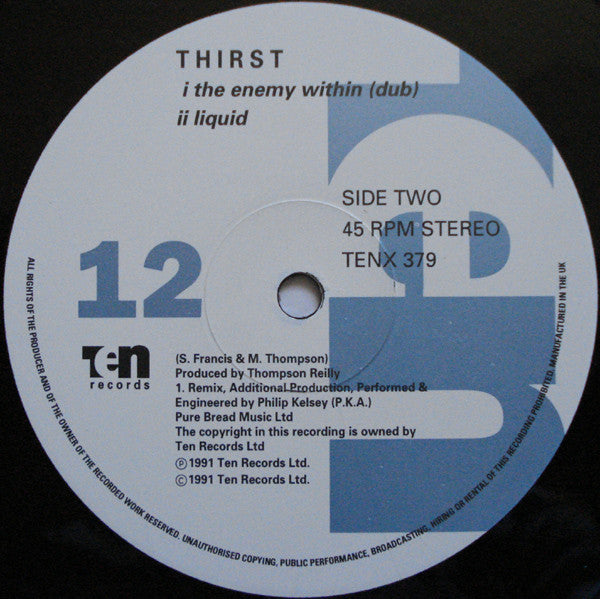 THIRST
i the enemy within (dub)
ii liquid
SIDE TWO
45 RPM STEREO
TENX 379
12
Ten
records
(S. Francis & M. Thompson)
Produced by Thompson Reilly
1. Remix, Additional Production, Performed &
Engineered by Philip Kelsey (P.K.A.)
Pure Bread Music Ltd
The copyright in this recording is owned by
Ten Records Ltd
℗ 1991 Ten Records Ltd.
© 1991 Ten Records Ltd.
ALL RIGHTS OF THE PRODUCER AND OF THE OWNER OF THE RECORDED WORK RESERVED. UNAUTHORISED COPYING, PUBLIC PERFORMANCE, BROADCASTING, HIRING OR RENTAL OF THIS RECORDING PROHIBITED. MANUFACTURED IN THE UK